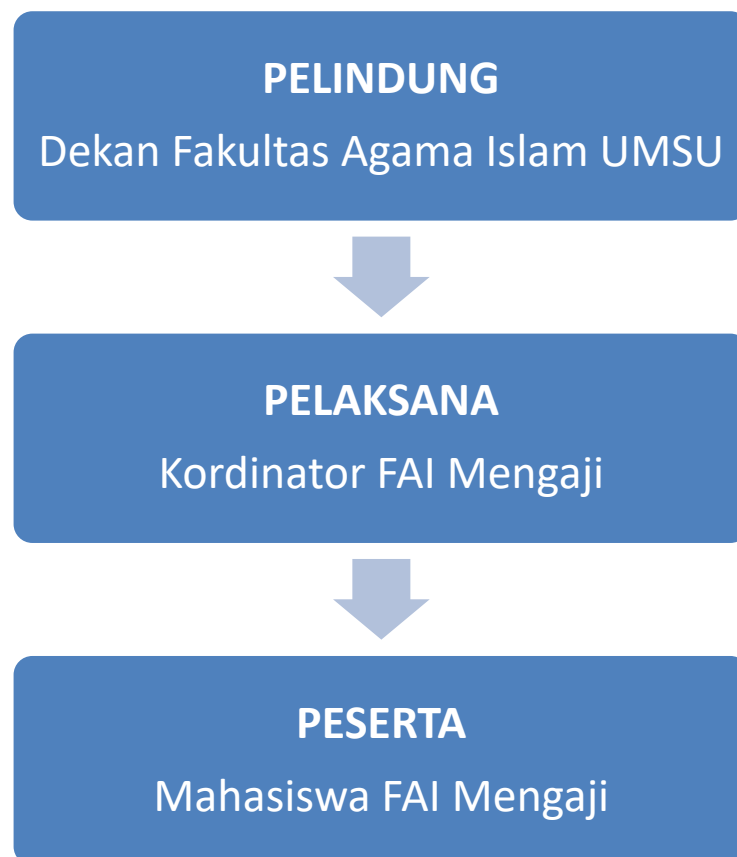 PELINDUNG
Dekan Fakultas Agama Islam UMSU
PELAKSANA
Kordinator FAI Mengaji
PESERTA
Mahasiswa FAI Mengaji